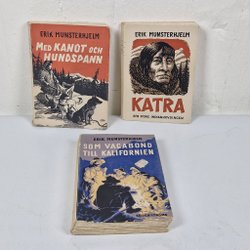 ERIK MUNSTERHJELM
MED KANOT OCH
HUNDSPANN
ERIK MUNSTERHJELM
KATRA
ERIK MUNSTERHJELM
SOM VAGABOND
TILL KALIFORNIEN